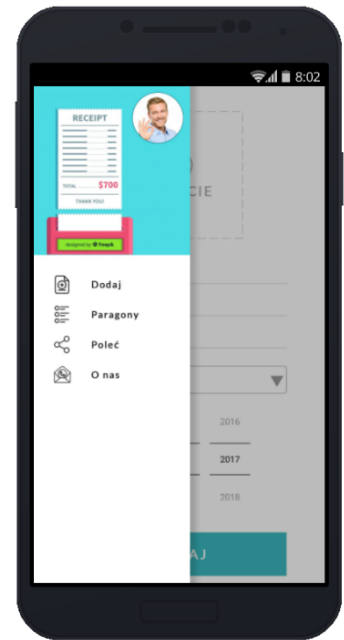 8:02
RECEIPT
TOTAL $700
THANK YOU!
designed by freepik
CIE
Dodaj
Paragony
Poleć
O nas
2016
2017
2018
AJ